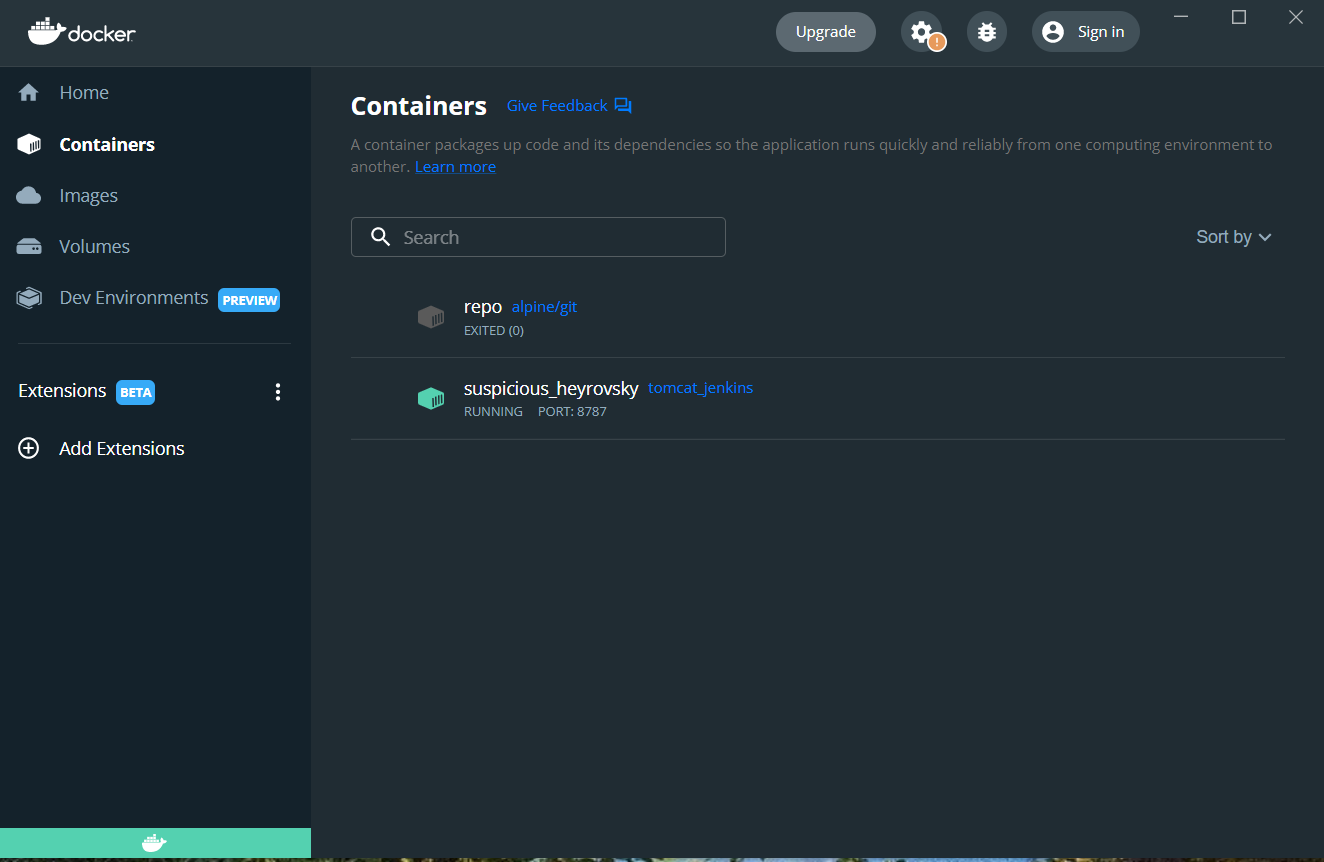 docker
Upgrade
Sign in
Home
Containers
Images
Volumes
Dev Environments PREVIEW
Extensions BETA
Add Extensions
Containers Give Feedback
A container packages up code and its dependencies so the application runs quickly and reliably from one computing environment to
another. Learn more
Search
Sort by
repo alpine/git
EXITED (0)
suspicious_heyrovsky tomcat_jenkins
RUNNING PORT: 8787